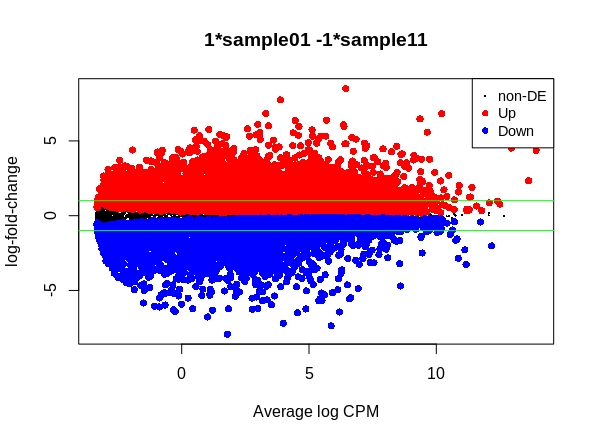 1*sample01 -1*sample11
non-DE
Up
Down
log-fold-change
5
0
-5
0 5 10
Average log CPM